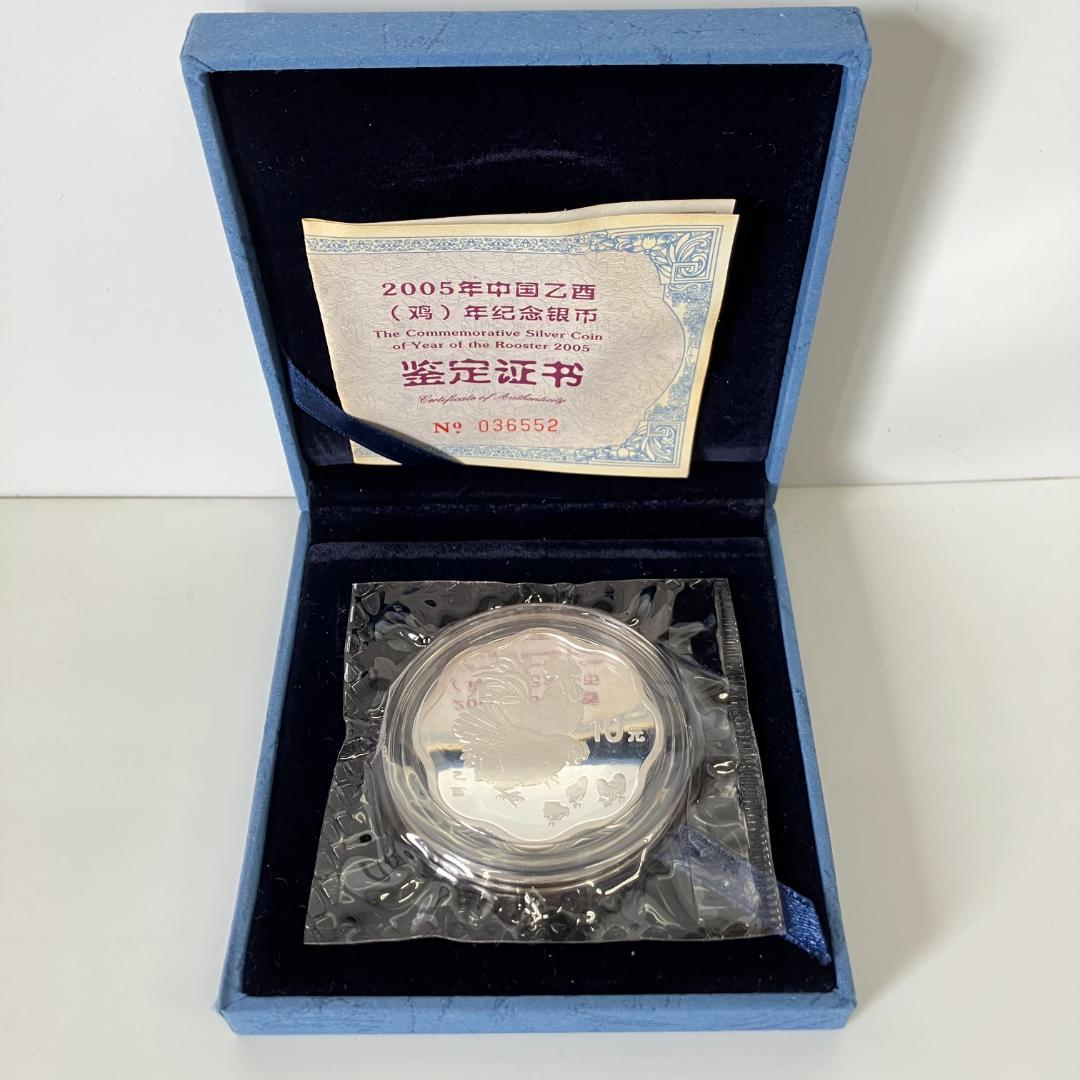 2005年中国乙酉
（鸡）年纪念银币
The Commemorative Silver Coin
of Year of the Rooster 2005
鉴定证书
Certificate of Authenticity
Nº 036552
10元